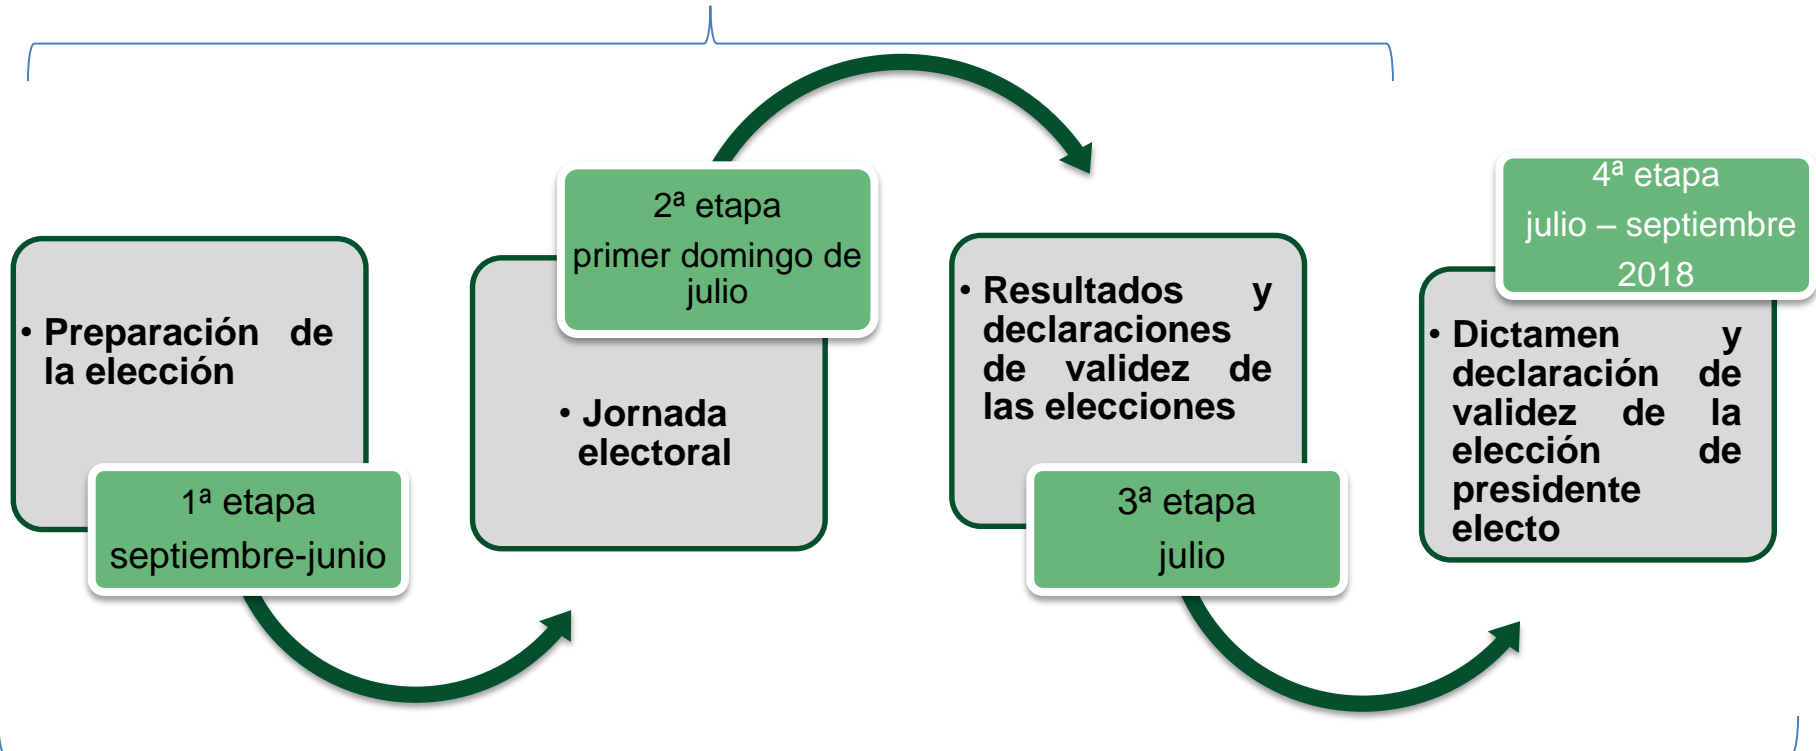 • Preparación de
la elección
1ª etapa
septiembre-junio
2ª etapa
primer domingo de
julio
• Jornada
electoral
• Resultados y
declaraciones
de validez de
las elecciones
3ª etapa
julio
4ª etapa
julio – septiembre
2018
• Dictamen y
declaración de
validez de la
elección de
presidente
electo